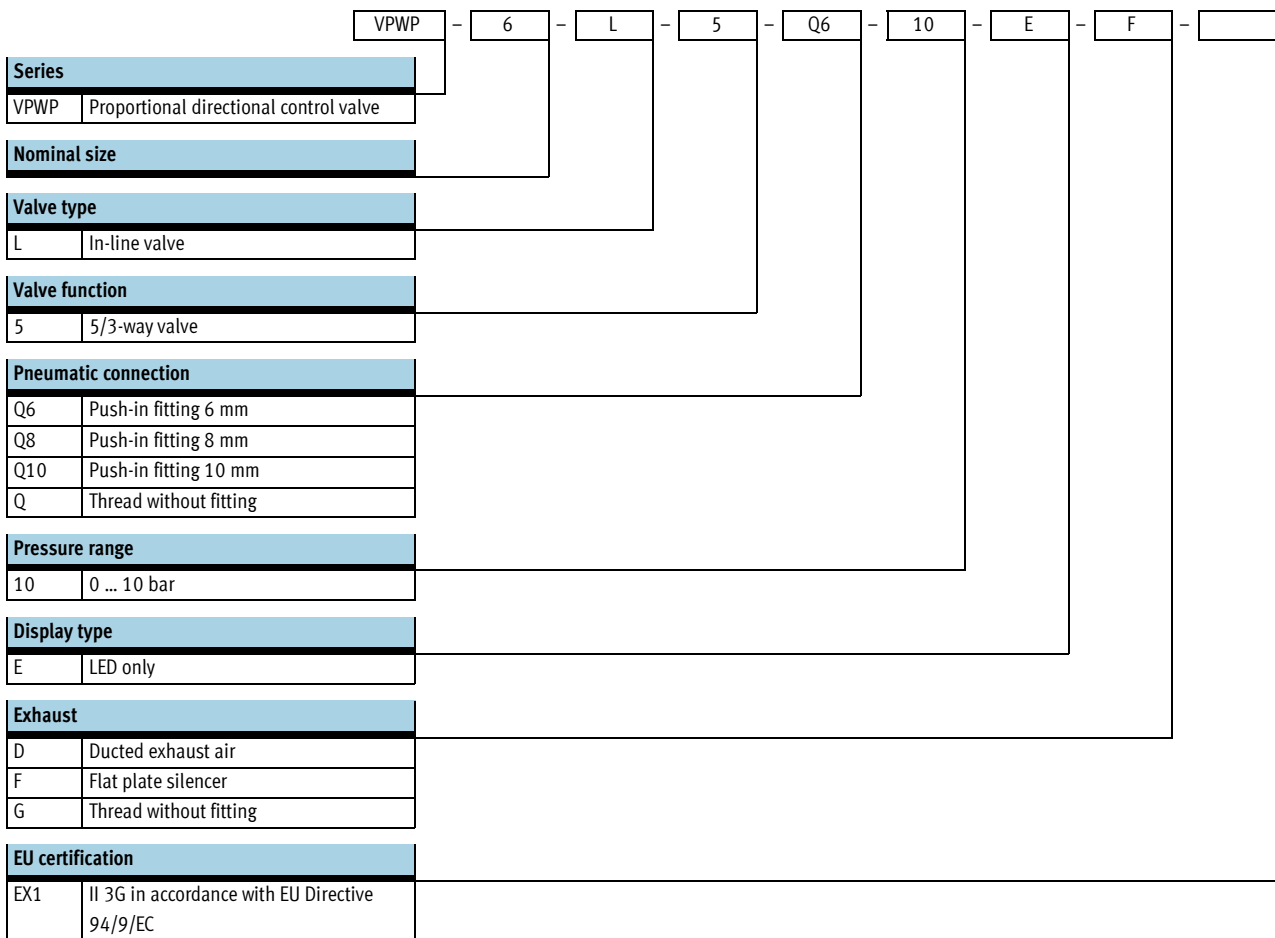 VPWP – 6 – L – 5 – Q6 – 10 – E – F –
Series
VPWP Proportional directional control valve
Nominal size
Valve type
L In-line valve
Valve function
5 5/3-way valve
Pneumatic connection
Q6 Push-in fitting 6 mm
Q8 Push-in fitting 8 mm
Q10 Push-in fitting 10 mm
Q Thread without fitting
Pressure range
10 0 ... 10 bar
Display type
E LED only
Exhaust
D Ducted exhaust air
F Flat plate silencer
G Thread without fitting
EU certification
EX1 II 3G in accordance with EU Directive
94/9/EC